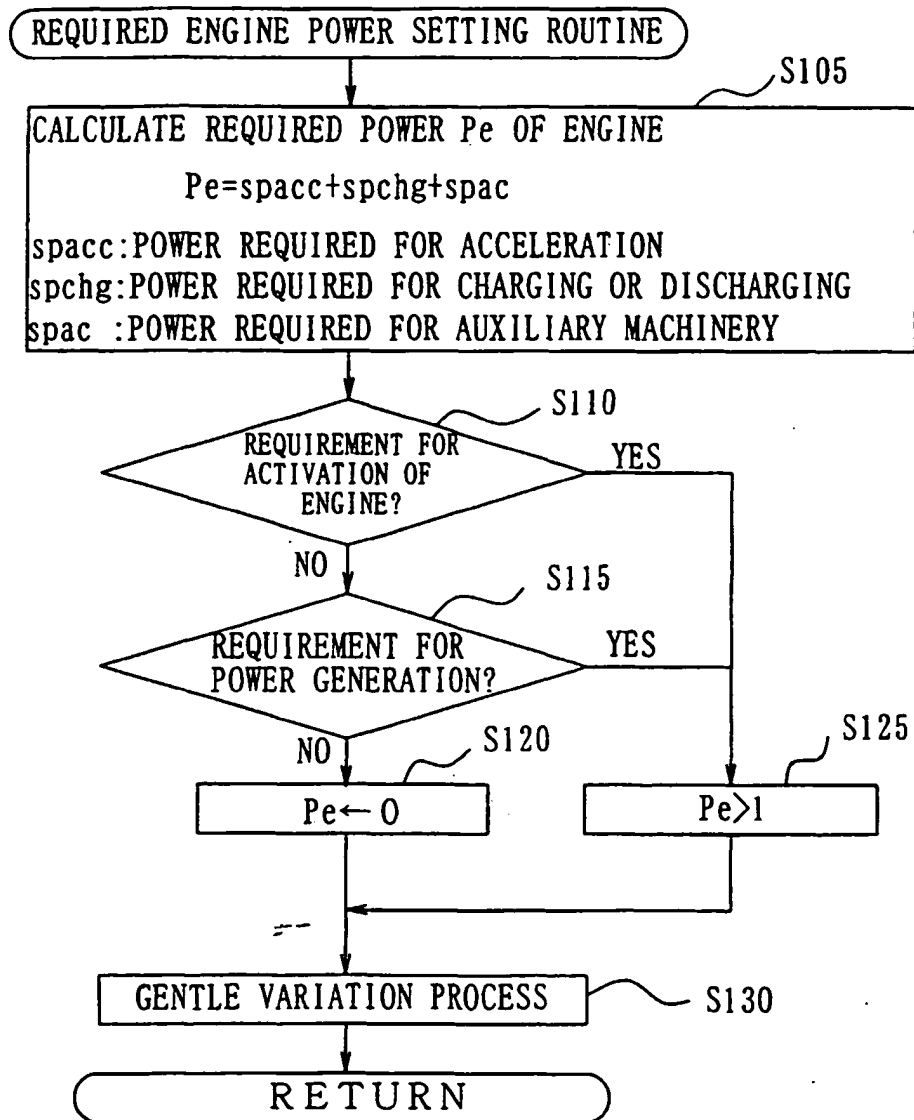 REQUIRED ENGINE POWER SETTING ROUTINE
S105
CALCULATE REQUIRED POWER Pe OF ENGINE
Pe=spacc+spchg+spac
spacc:POWER REQUIRED FOR ACCELERATION
spchg:POWER REQUIRED FOR CHARGING OR DISCHARGING
spac :POWER REQUIRED FOR AUXILIARY MACHINERY
S110
REQUIREMENT FOR
ACTIVATION OF
ENGINE?
YES
NO
S115
REQUIREMENT FOR
POWER GENERATION?
YES
NO
S120
S125
Pe←0
Pe>1
GENTLE VARIATION PROCESS
S130
RETURN